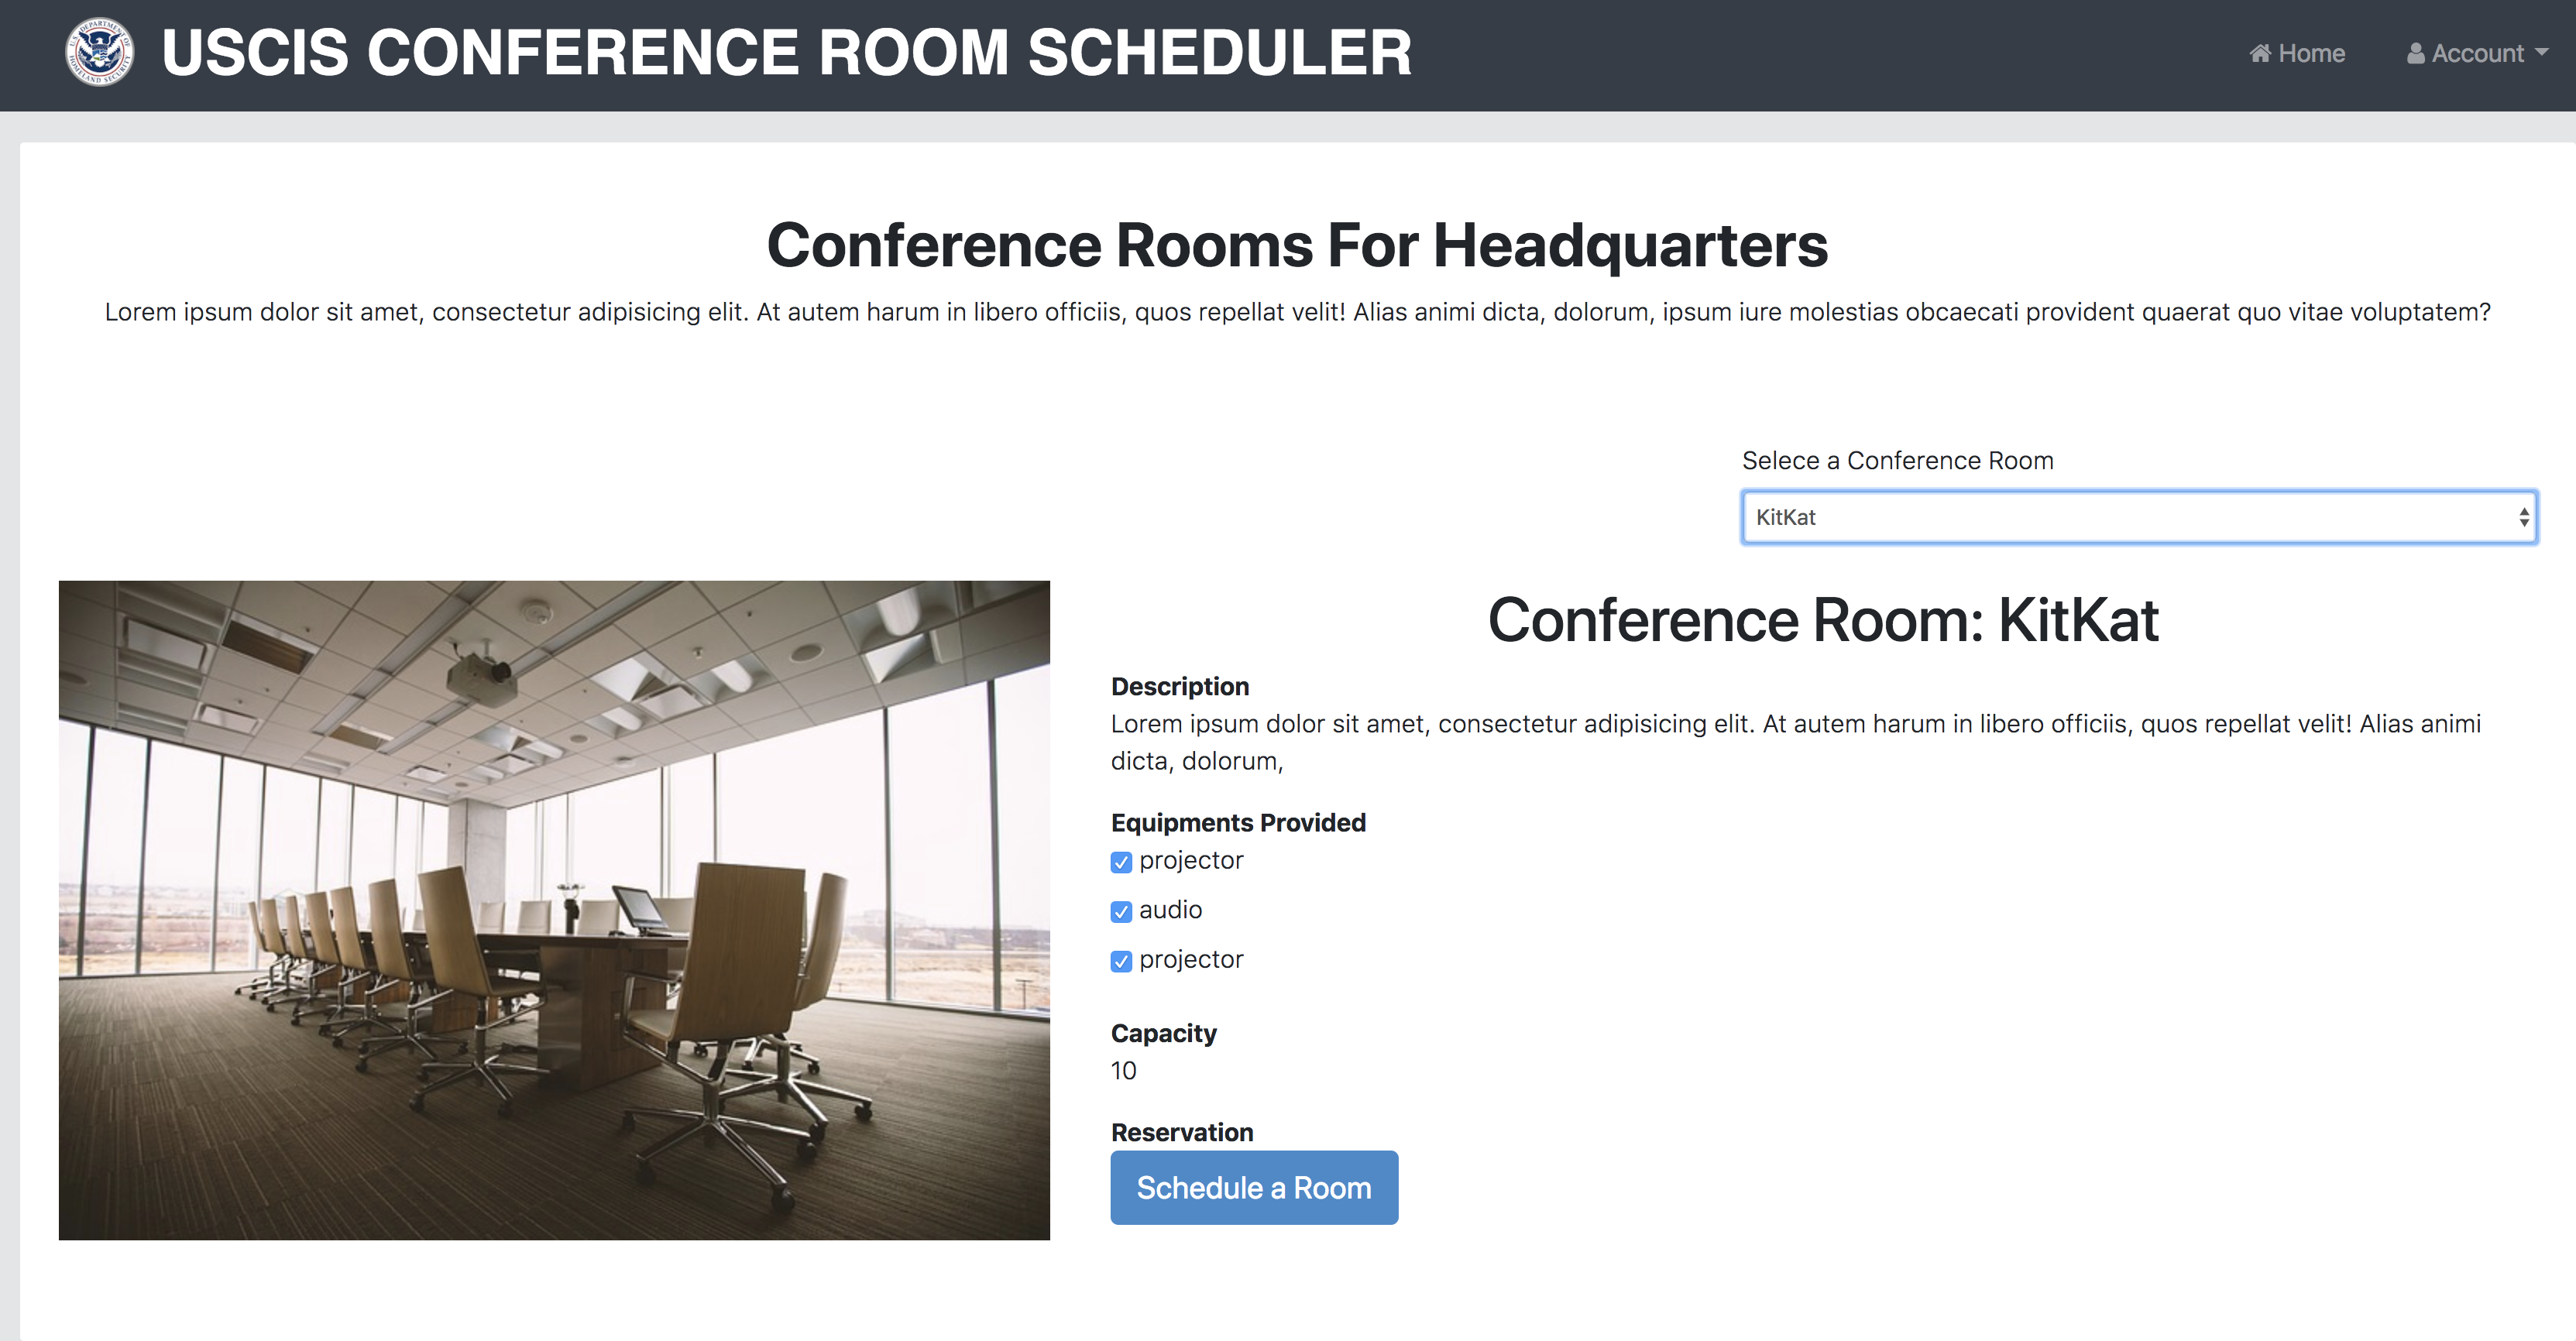 USCIS CONFERENCE ROOM SCHEDULER
Home
Account
Conference Rooms For Headquarters
Lorem ipsum dolor sit amet, consectetur adipisicing elit. At autem harum in libero officiis, quos repellat velit! Alias animi dicta, dolorum, ipsum iure molestias obcaecati provident quaerat quo vitae voluptatem?
Selece a Conference Room
KitKat
Conference Room: KitKat
Description
Lorem ipsum dolor sit amet, consectetur adipisicing elit. At autem harum in libero officiis, quos repellat velit! Alias animi
dicta, dolorum,
Equipments Provided
projector
audio
projector
Capacity
10
Reservation
Schedule a Room